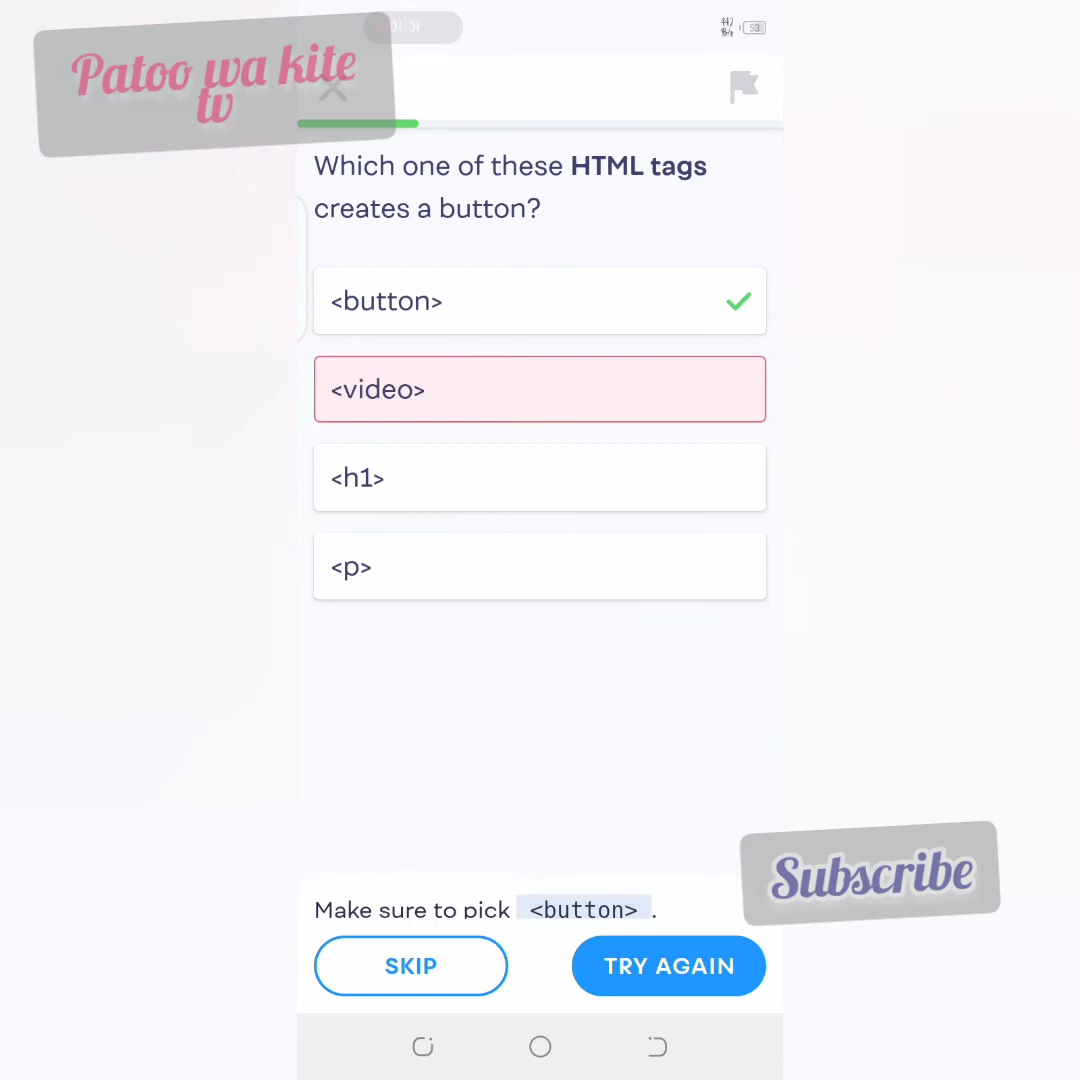 Patoo wa kite
tv
53
Which one of these HTML tags
creates a button?
<button>
<video>
<h1>
<p>
Subscribe
Make sure to pick <button> .
SKIP
TRY AGAIN